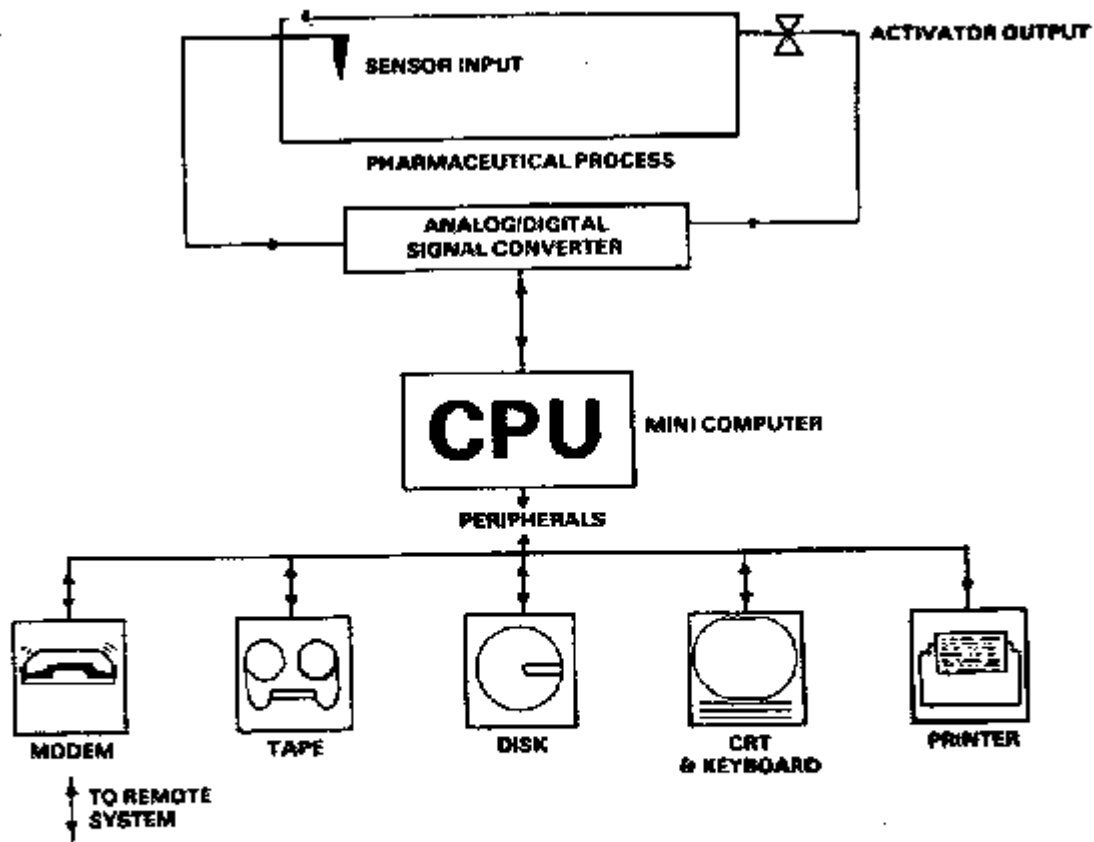 ACTIVATOR OUTPUT
SENSOR INPUT
PHARMACEUTICAL PROCESS
ANALOG/DIGITAL
SIGNAL CONVERTER
CPU
MINI COMPUTER
PERIPHERALS
MODEM
TAPE
DISK
CRT
& KEYBOARD
PRINTER
TO REMOTE
SYSTEM